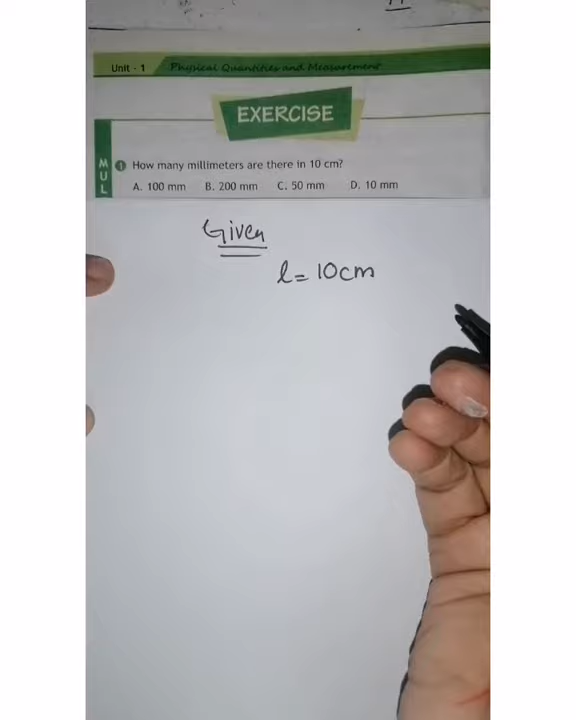 Unit - 1 Physical Quantities and Measurement
EXERCISE
MUL
1 How many millimeters are there in 10 cm?
A. 100 mm B. 200 mm C. 50 mm D. 10 mm
Given
l = 10cm